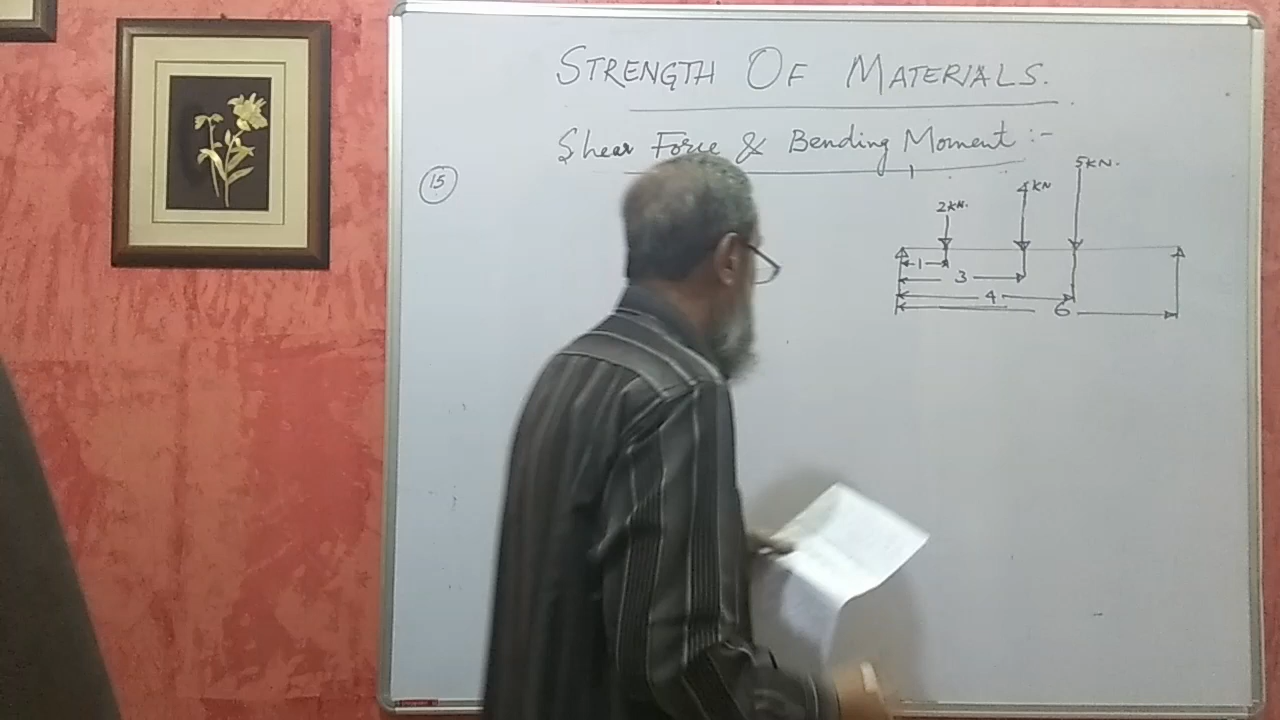 STRENGTH OF MATERIALS.
Shear Force & Bending Moment :-
15
5KN.
4KN
2KN.
1
3
4
6